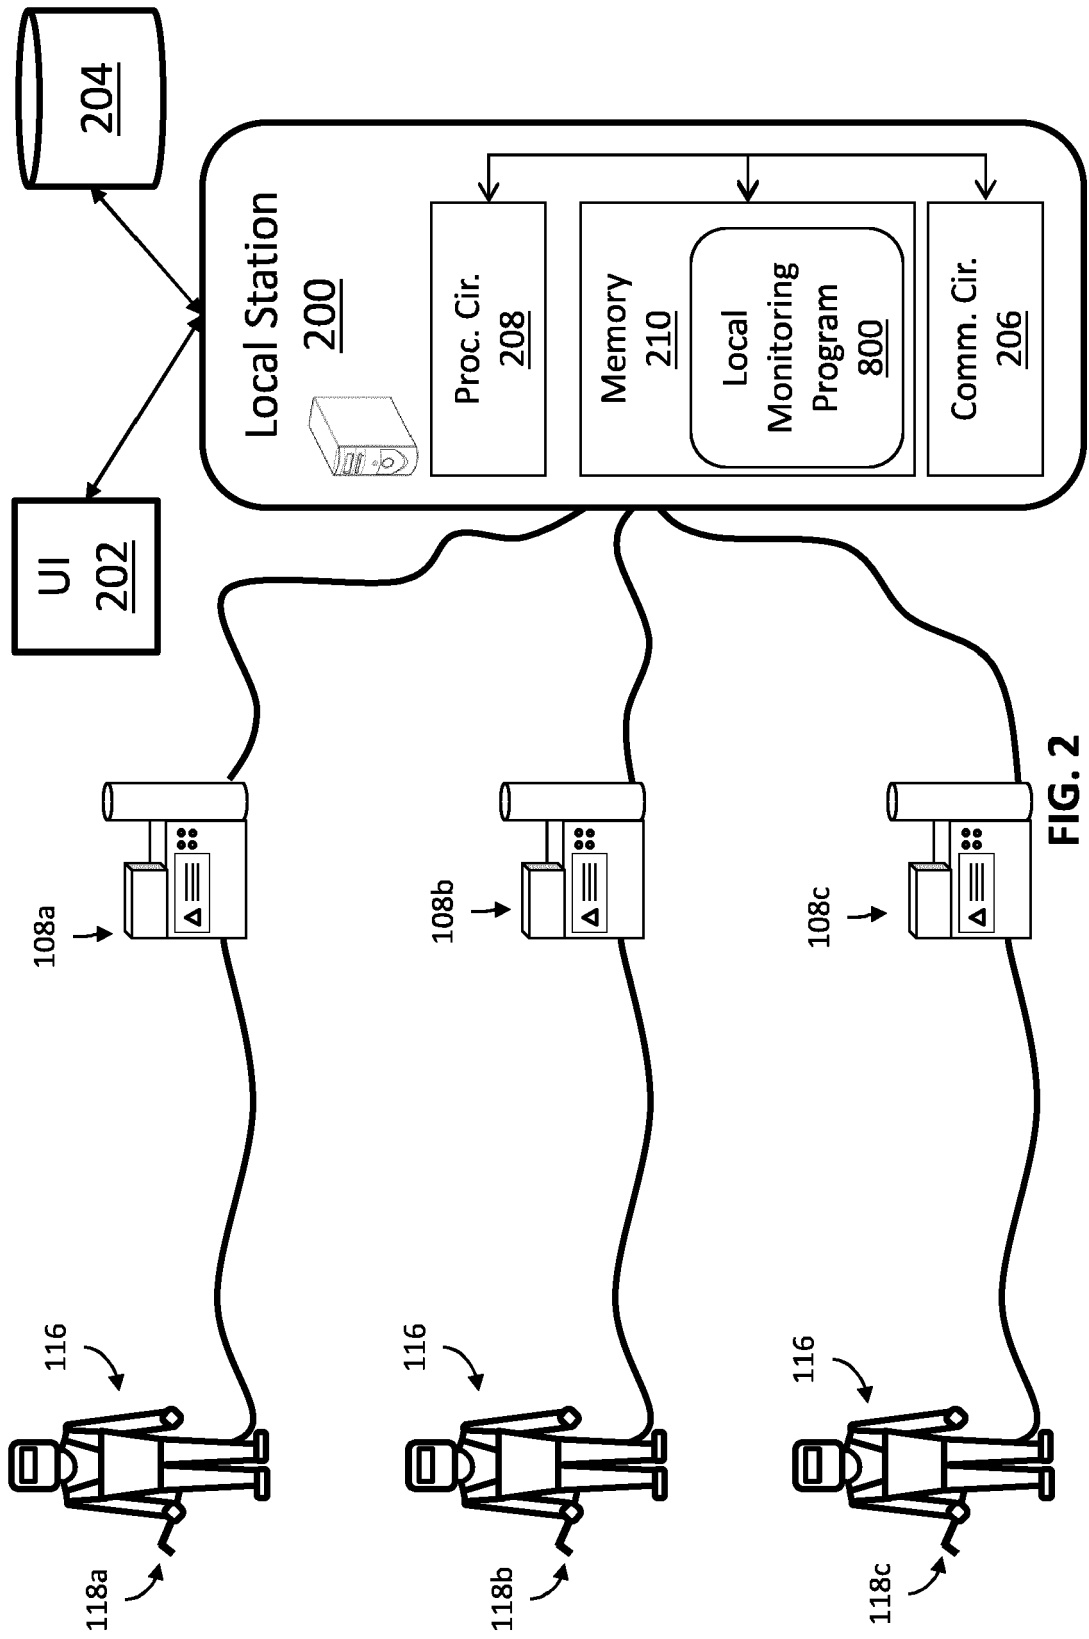 118a
116
108a
UI
202
204
118b
116
108b
118c
116
108c
Local Station
200
Proc. Cir.
208
Memory
210
Local
Monitoring
Program
800
Comm. Cir.
206
FIG. 2